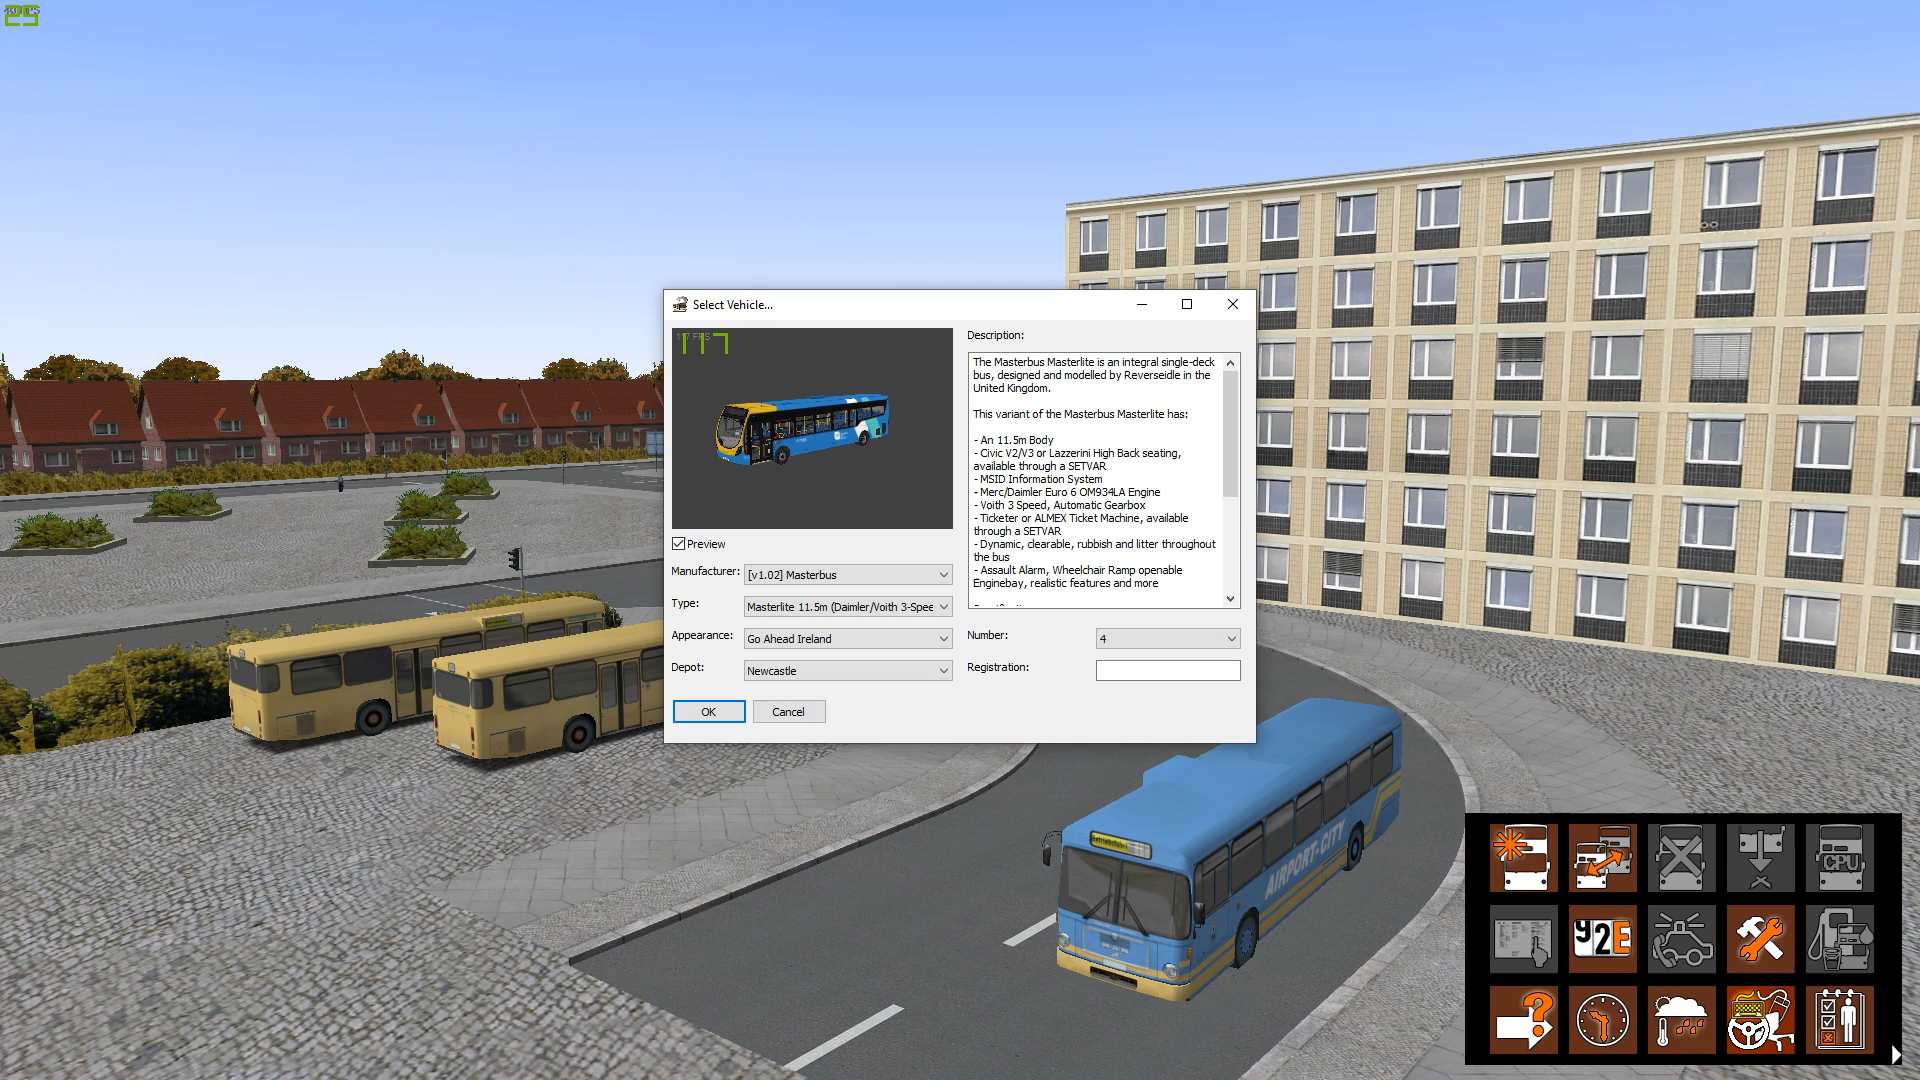 25
Select Vehicle...
Description:
117 FPS
The Masterbus Masterlite is an integral single-deck
bus, designed and modelled by Reverseidle in the
United Kingdom.
This variant of the Masterbus Masterlite has:
- An 11.5m Body
- Civic V2/V3 or Lazzerini High Back seating,
available through a SETVAR
- MSID Information System
- Merc/Daimler Euro 6 OM934LA Engine
- Voith 3 Speed, Automatic Gearbox
- Ticketer or ALMEX Ticket Machine, available
through a SETVAR
- Dynamic, clearable, rubbish and litter throughout
the bus
- Assault Alarm, Wheelchair Ramp openable
Enginebay, realistic features and more
Preview
Manufacturer:
[v1.02] Masterbus
Type:
Masterlite 11.5m (Daimler/Voith 3-Spee
Appearance:
Go Ahead Ireland
Number:
4
Depot:
Newcastle
Registration:
OK
Cancel
Betriebsfahrt
AIRPORT-CITY
MAN
CPU
92E
?